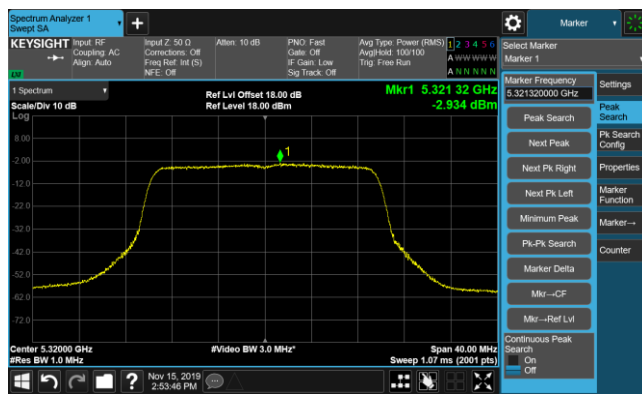 Spectrum Analyzer 1
Swept SA
Marker
KEYSIGHT
Input: RF
Coupling: AC
Align: Auto
Input Z: 50 Ω
Corrections: Off
Freq Ref: Int (S)
NFE: Off
Atten: 10 dB
PNO: Fast
Gate: Off
IF Gain: Low
Sig Track: Off
Avg Type: Power (RMS)
Avg|Hold: 100/100
Trig: Free Run
1 2 3 4 5 6
A W W W W W
A N N N N N
Select Marker
Marker 1
Marker Frequency
5.321320000 GHz
Settings
Peak Search
Next Peak
Next Pk Right
Next Pk Left
Minimum Peak
Pk-Pk Search
Marker Delta
Mkr→CF
Mkr→Ref Lvl
Continuous Peak
Search
On
Off
Peak
Search
Pk Search
Config
Properties
Marker
Function
Marker→
Counter
1 Spectrum
Scale/Div 10 dB
Log
Ref Lvl Offset 18.00 dB
Ref Level 18.00 dBm
Mkr1 5.321 32 GHz
-2.934 dBm
1
8.00
-2.00
-12.0
-22.0
-32.0
-42.0
-52.0
-62.0
-72.0
Center 5.32000 GHz
#Res BW 1.0 MHz
#Video BW 3.0 MHz*
Span 40.00 MHz
Sweep 1.07 ms (2001 pts)
Nov 15, 2019
2:53:46 PM